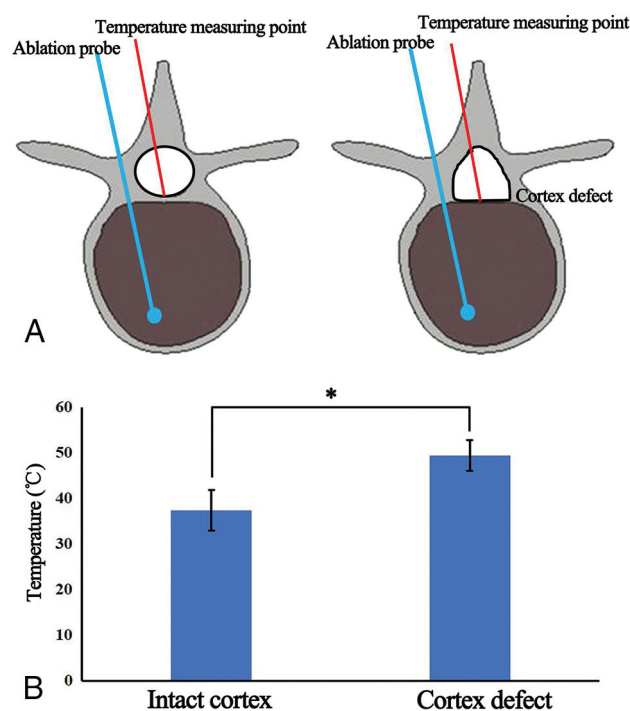 Temperature measuring point
Ablation probe
Temperature measuring point
Ablation probe
Cortex defect
A
*
60
50
40
30
20
10
0
Temperature (℃)
Intact cortex
Cortex defect
B